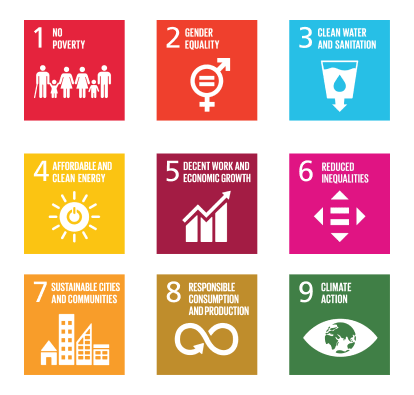 1 NO
POVERTY
2 GENDER
EQUALITY
3 CLEAN WATER
AND SANITATION
4 AFFORDABLE AND
CLEAN ENERGY
5 DECENT WORK AND
ECONOMIC GROWTH
6 REDUCED
INEQUALITIES
7 SUSTAINABLE CITIES
AND COMMUNITIES
8 RESPONSIBLE
CONSUMPTION
AND PRODUCTION
9 CLIMATE
ACTION